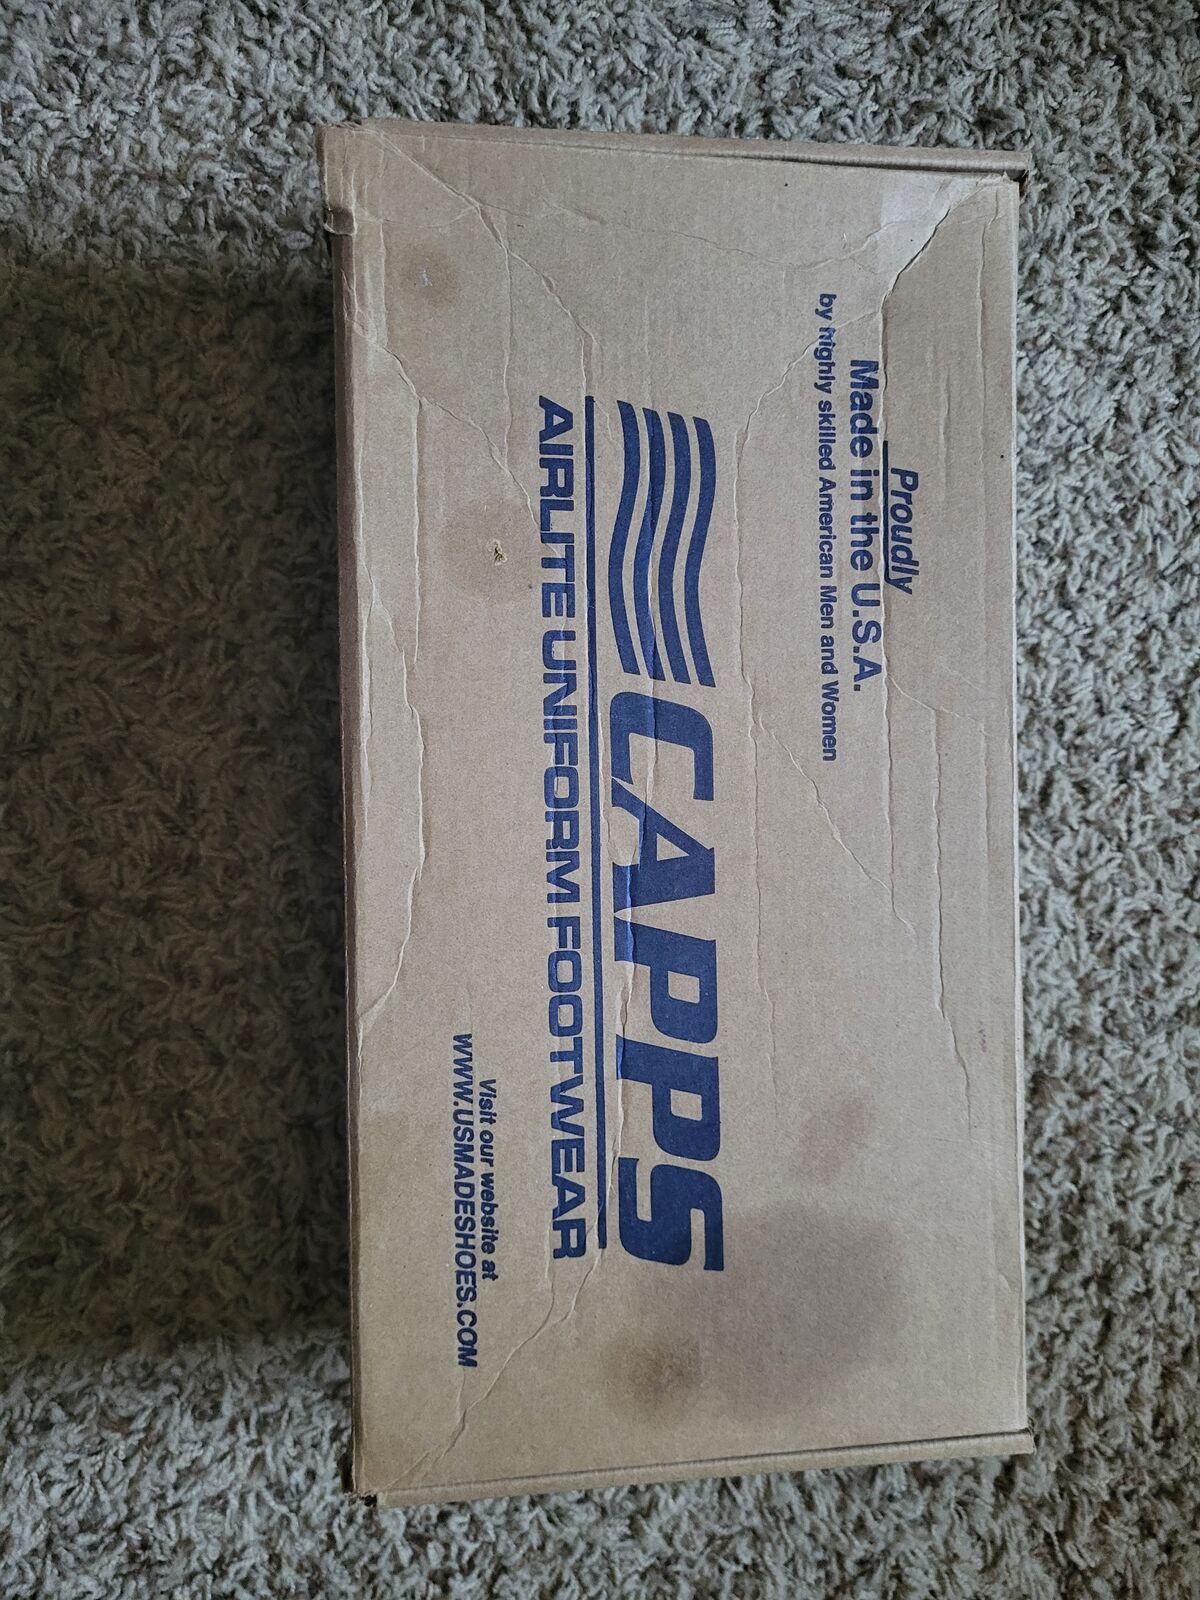 Proudly
Made in the U.S.A.
by highly skilled American Men and Women
CAPPS
AIRLITE UNIFORM FOOTWEAR
Visit our website at
WWW.USMADESHOES.COM